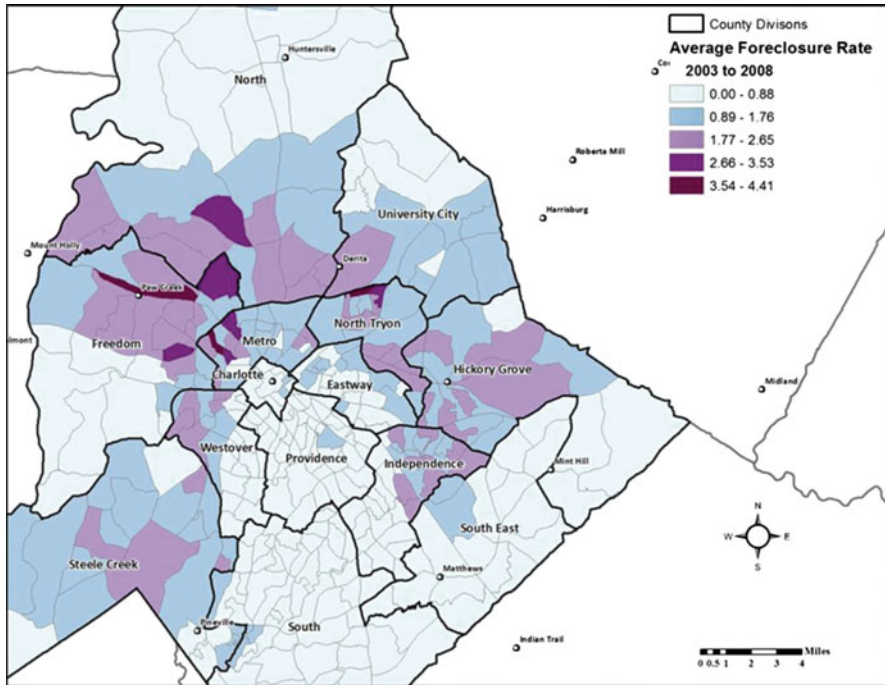 County Divisons
Average Foreclosure Rate
2003 to 2008
0.00 - 0.88
0.89 - 1.76
1.77 - 2.65
2.66 - 3.53
3.54 - 4.41
Huntersville
North
Roberta Mill
University City
Harrisburg
Mount Holly
Derita
Paw Creek
North Tryon
Freedom
Metro
Hickory Grove
Charlotte
Eastway
Midland
Westover
Providence
Independence
Mint Hill
South East
N
W
E
S
Steele Creek
Matthews
Pineville
South
Indian Trail
Miles
0 0.5 1 2 3 4